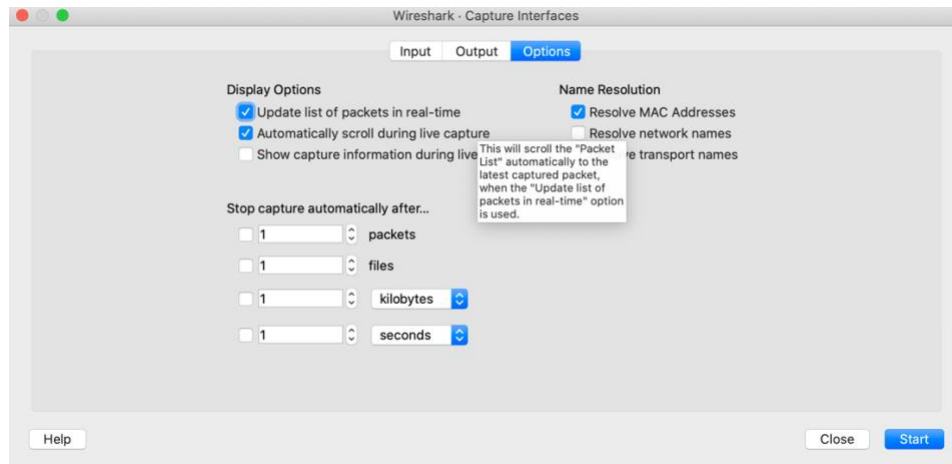 Wireshark · Capture Interfaces
Input Output Options
Display Options
Update list of packets in real-time
Automatically scroll during live capture
Show capture information during live
Name Resolution
Resolve MAC Addresses
Resolve network names
transport names
This will scroll the "Packet
List" automatically to the
latest captured packet,
when the "Update list of
packets in real-time" option
is used.
Stop capture automatically after...
1 packets
1 files
1 kilobytes
1 seconds
Help Close Start